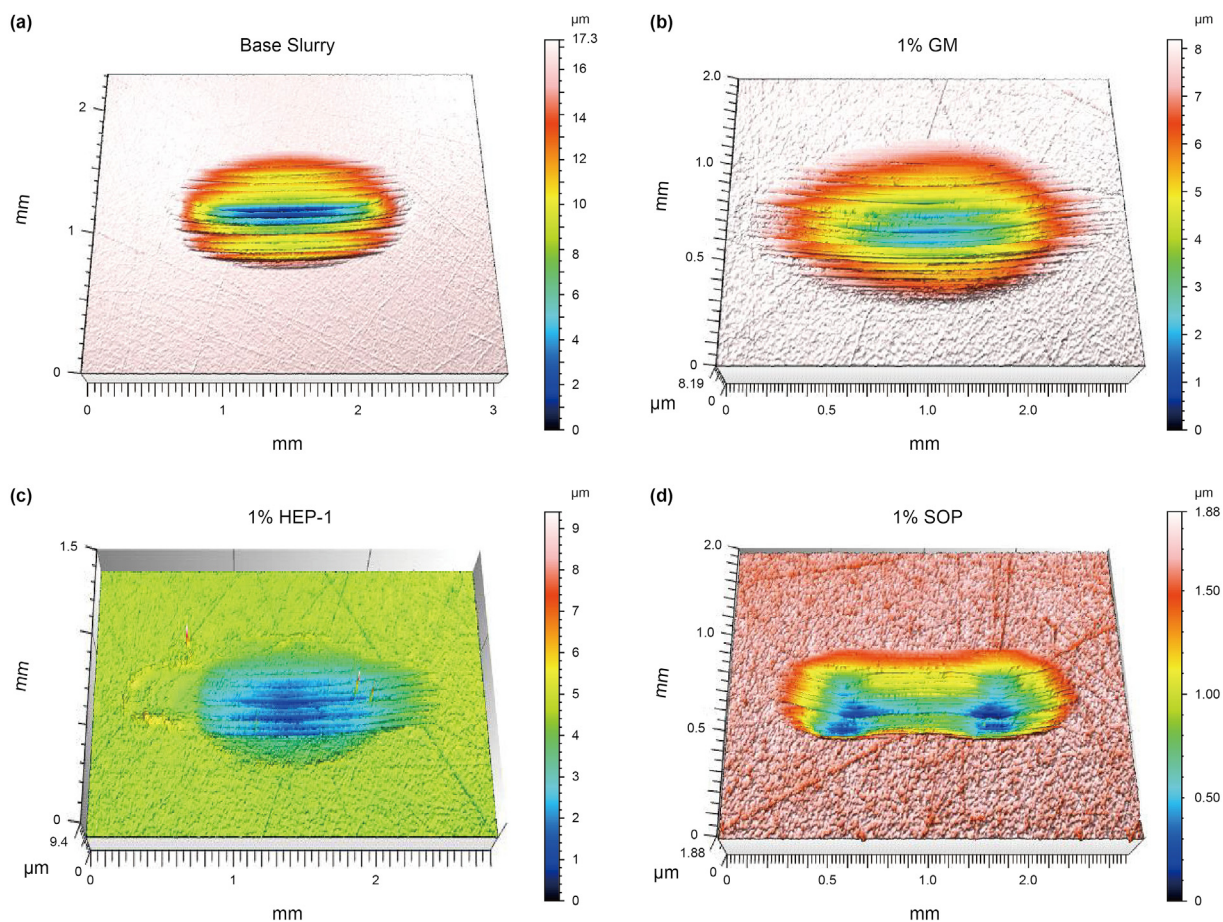 (a)
Base Slurry
µm
17.3
16
14
12
10
8
6
4
2
0
mm
2
1
0
0 1 2 3
mm
(b)
1% GM
µm
8
7
6
5
4
3
2
1
0
mm
2.0
1.0
0.5
0
8.19
µm 0
0 0.5 1.0 2.0
mm
(c)
1% HEP-1
µm
9
8
7
6
5
4
3
2
1
0
1.5
mm
0
9.4
µm 0
0 1 2
mm
(d)
1% SOP
µm
1.88
1.50
1.00
0.50
0
2.0
1.0
mm
0.5
0
1.88
µm 0
0 0.5 1.0 2.0
mm